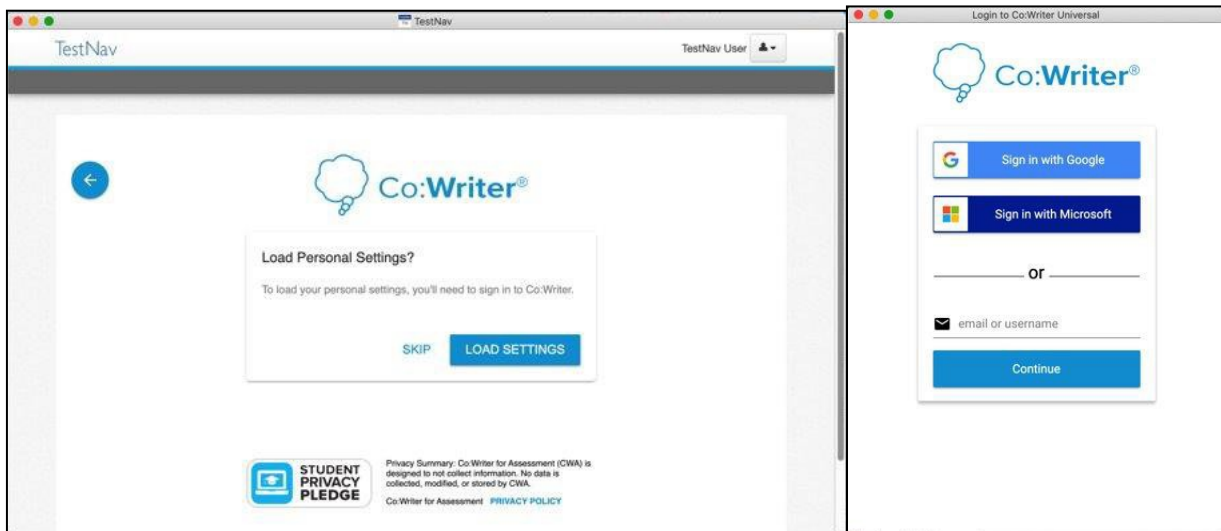 TestNav
TestNav
TestNav User
Co:Writer®
Load Personal Settings?
To load your personal settings, you'll need to sign in to Co:Writer.
SKIP
LOAD SETTINGS
STUDENT
PRIVACY
PLEDGE
Privacy Summary: Co:Writer for Assessment (CWA) is
designed to not collect information. No data is
collected, modified, or stored by CWA.
Co:Writer for Assessment PRIVACY POLICY
Login to Co:Writer Universal
Co:Writer®
Sign in with Google
Sign in with Microsoft
or
email or username
Continue